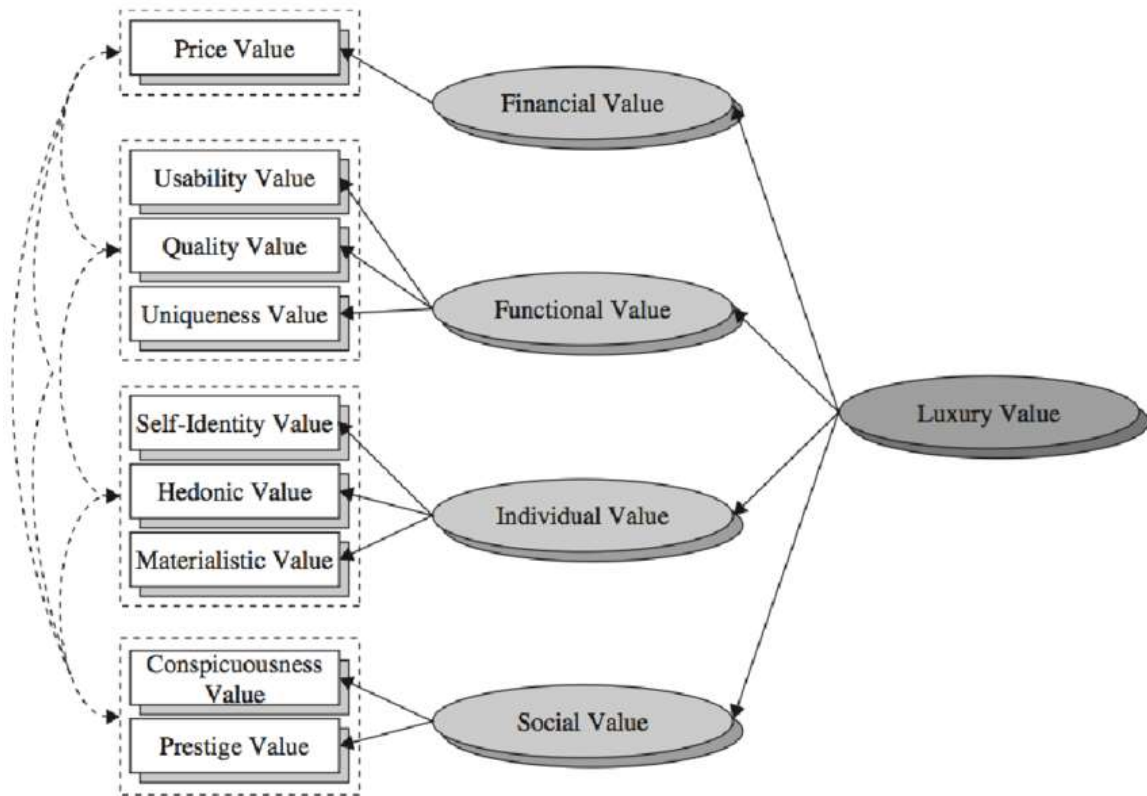 Price Value
Financial Value
Usability Value
Quality Value
Uniqueness Value
Functional Value
Luxury Value
Self-Identity Value
Hedonic Value
Materialistic Value
Individual Value
Conspicuousness
Value
Prestige Value
Social Value